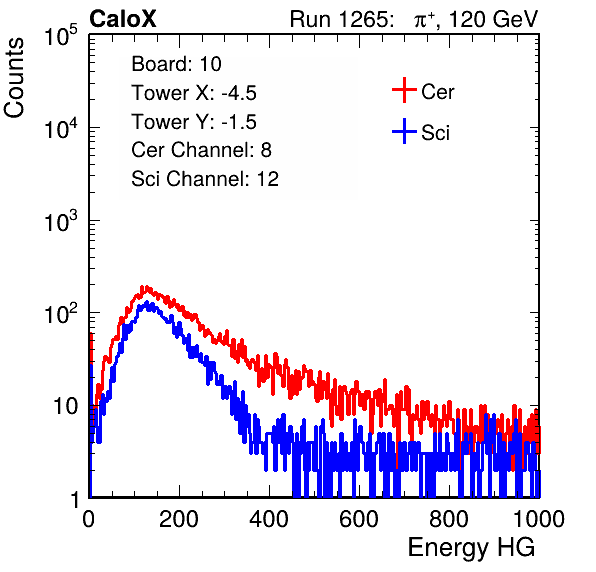 CaloX Run 1265: π⁺, 120 GeV
Counts
10⁵
10⁴
10³
10²
10
1
Board: 10
Tower X: -4.5
Tower Y: -1.5
Cer Channel: 8
Sci Channel: 12
Cer
Sci
0 200 400 600 800 1000
Energy HG